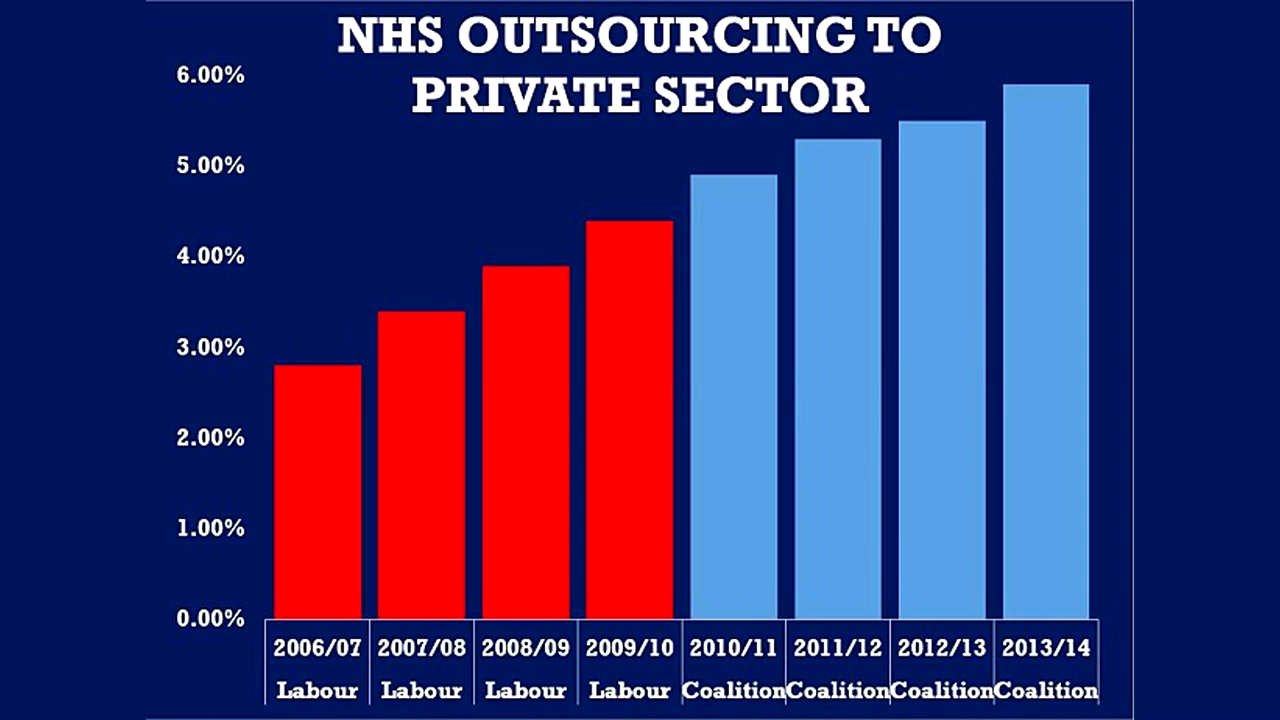 NHS OUTSOURCING TO
PRIVATE SECTOR
6.00%
5.00%
4.00%
3.00%
2.00%
1.00%
0.00%
2006/07 2007/08 2008/09 2009/10 2010/11 2011/12 2012/13 2013/14
Labour Labour Labour Labour Coalition Coalition Coalition Coalition